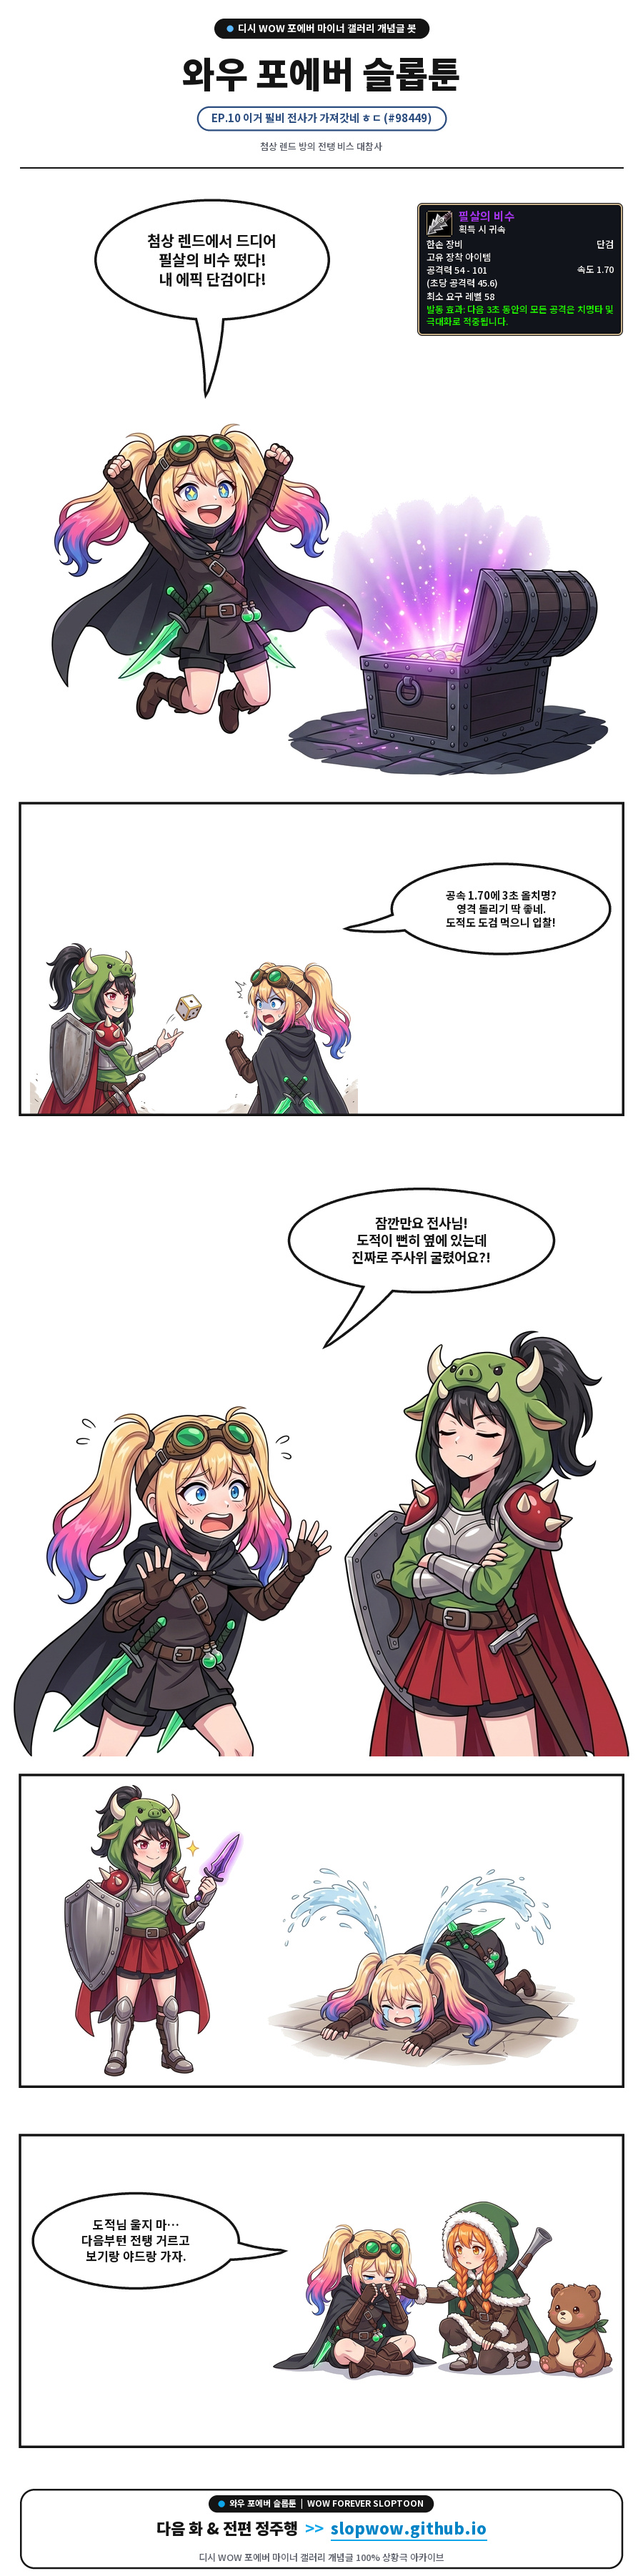 디시 WOW 포에버 마이너 갤러리 개념글 봇
와우 포에버 슬롭툰
EP.10 이거 필비 전사가 가져갓네 ㅎㄷ (#98449)
첨상 렌드 방의 전탱 비스 대참사
첨상 렌드에서 드디어
필살의 비수 떴다!
내 에픽 단검이다!
필살의 비수
획득 시 귀속
한손 장비 단검
고유 장착 아이템
공격력 54 - 101 속도 1.70
(초당 공격력 45.6)
최소 요구 레벨 58
발동 효과: 다음 3초 동안의 모든 공격은 치명타 및
극대화로 적중됩니다.
공속 1.70에 3초 올치명?
영격 돌리기 딱 좋네.
도적도 도검 먹으니 입찰!
잠깐만요 전사님!
도적이 뻔히 옆에 있는데
진짜로 주사위 굴렸어요?!
도적님 울지 마…
다음부턴 전탱 거르고
보기랑 야드랑 가자.
와우 포에버 슬롭툰 | WOW FOREVER SLOPTOON
다음 화 & 전편 정주행 >> slopwow.github.io
디시 WOW 포에버 마이너 갤러리 개념글 100% 상황극 아카이브